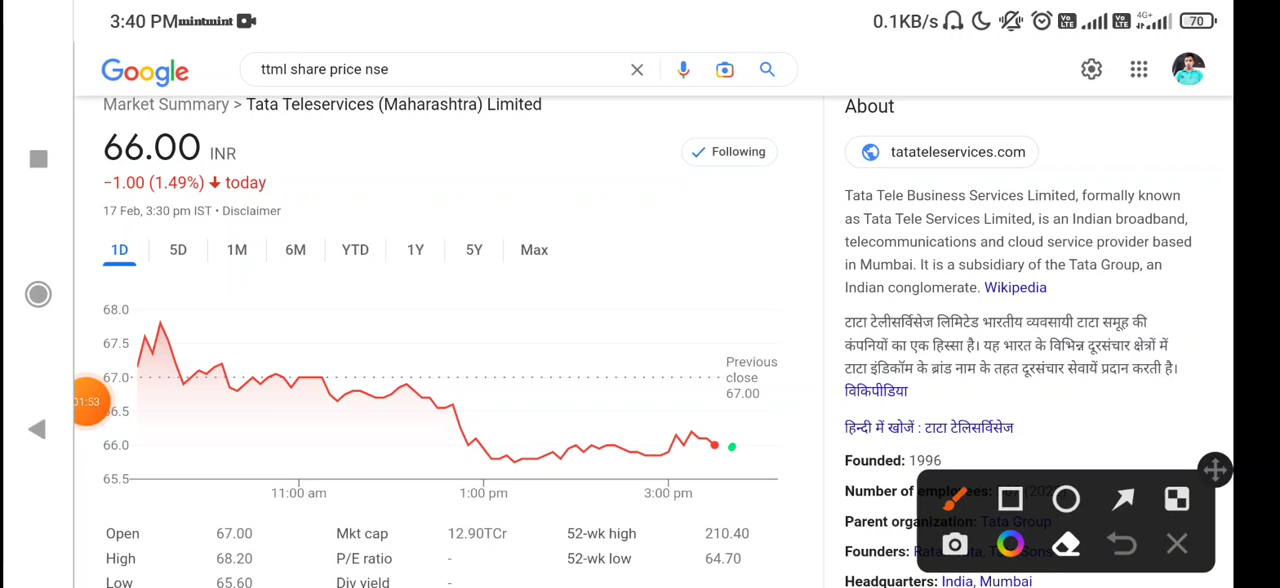 3:40 PM mintmint 0.1KB/s Vo LTE Vo LTE 4G+ 70
Google ttml share price nse
Market Summary > Tata Teleservices (Maharashtra) Limited
66.00 INR
Following
−1.00 (1.49%) ↓ today
17 Feb, 3:30 pm IST • Disclaimer
1D 5D 1M 6M YTD 1Y 5Y Max
68.0
67.5
67.0
66.0
65.5
Previous
close
67.00
01:53
11:00 am 1:00 pm 3:00 pm
Open 67.00 Mkt cap 12.90TCr 52-wk high 210.40
High 68.20 P/E ratio - 52-wk low 64.70
Low 65.60 Div yield -
About
tatateleservices.com
Tata Tele Business Services Limited, formally known
as Tata Tele Services Limited, is an Indian broadband,
telecommunications and cloud service provider based
in Mumbai. It is a subsidiary of the Tata Group, an
Indian conglomerate. Wikipedia
टाटा टेलीसर्विसेज लिमिटेड भारतीय व्यवसायी टाटा समूह की
कंपनियों का एक हिस्सा है। यह भारत के विभिन्न दूरसंचार क्षेत्रों में
टाटा इंडिकॉम के ब्रांड नाम के तहत दूरसंचार सेवायें प्रदान करती है।
विकिपीडिया
हिन्दी में खोजें : टाटा टेलिसर्विसेज
Founded: 1996
Number of employees:
Parent organization: Tata Group
Founders:
Headquarters: India, Mumbai